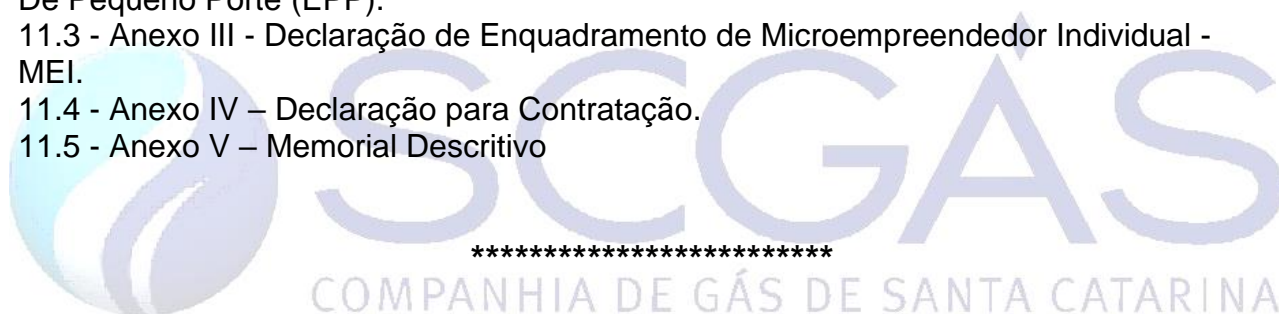 De Pequeno Porte (EPP).
11.3 - Anexo III - Declaração de Enquadramento de Microempreendedor Individual -
MEI.
11.4 - Anexo IV – Declaração para Contratação.
11.5 - Anexo V – Memorial Descritivo
SCGÁS
*************************
COMPANHIA DE GÁS DE SANTA CATARINA